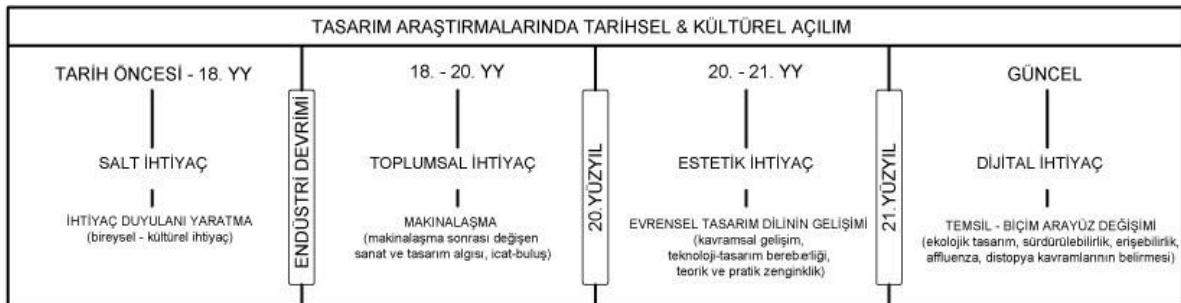 TASARIM ARAŞTIRMALARINDA TARİHSEL & KÜLTÜREL AÇILIM
TARİH ÖNCESİ - 18. YY
SALT İHTİYAÇ
İHTİYAÇ DUYULANI YARATMA
(bireysel - kültürel ihtiyaç)
ENDÜSTRİ DEVRİMİ
18. - 20. YY
TOPLUMSAL İHTİYAÇ
MAKINALAŞMA
(makinalaşma sonrası değişen
sanat ve tasarım algısı, icat-buluş)
20.YÜZYIL
20. - 21. YY
ESTETİK İHTİYAÇ
EVRENSEL TASARIM DİLİNİN GELİŞİMİ
(kavramsal gelişim,
teknoloji-tasarım bereberliği,
teorik ve pratik zenginklik)
21.YÜZYIL
GÜNCEL
DİJİTAL İHTİYAÇ
TEMSİL - BİÇİM ARAYÜZ DEĞİŞİMİ
(ekolojik tasarım, sürdürülebilirlik, erişebilirlik,
affluenza, distopya kavramlarının belirmesi)